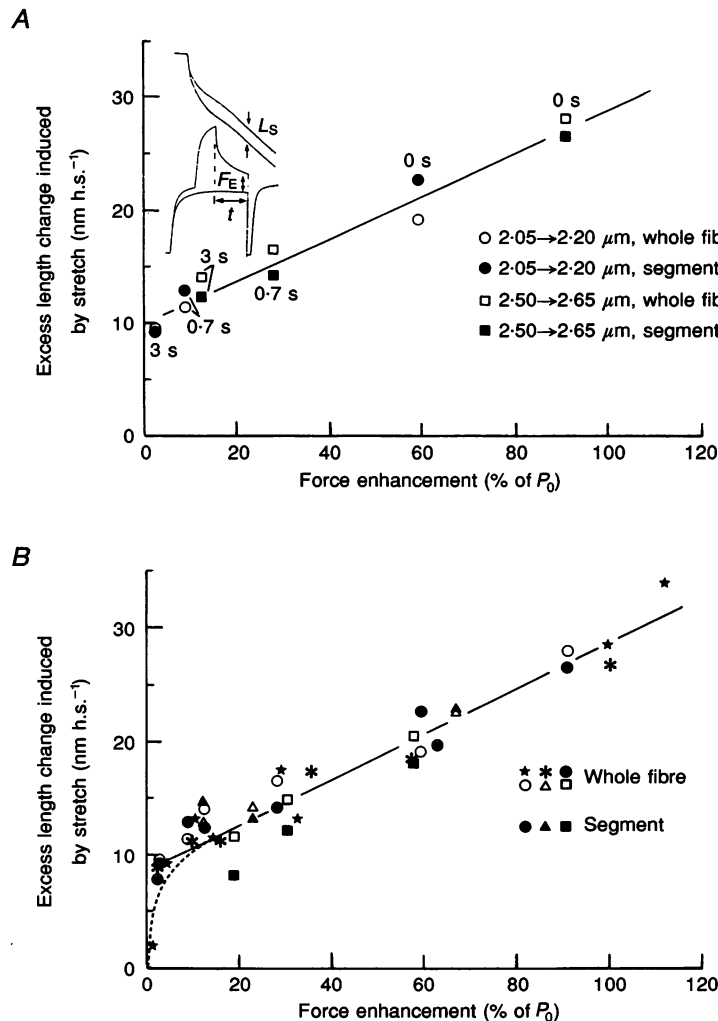 A
Excess length change induced
by stretch (nm h.s.⁻¹)
30
20
10
0
0
20
40
60
80
100
120
Force enhancement (% of P₀)
Lₛ
F_E
t
0 s
0 s
3 s
0·7 s
0·7 s
3 s
2·05→2·20 μm, whole fib
2·05→2·20 μm, segment
2·50→2·65 μm, whole fib
2·50→2·65 μm, segment
B
Excess length change induced
by stretch (nm h.s.⁻¹)
30
20
10
0
0
20
40
60
80
100
120
Force enhancement (% of P₀)
Whole fibre
Segment